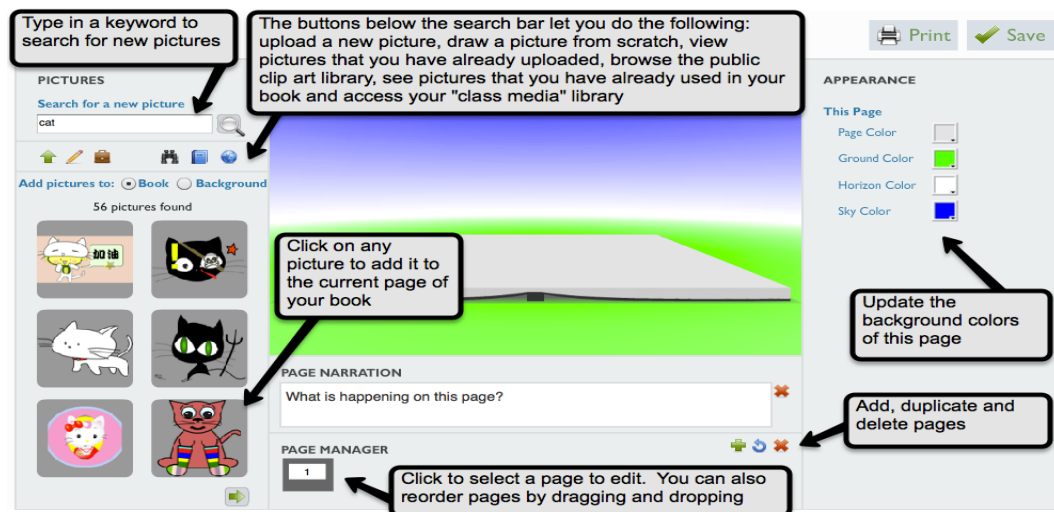 Type in a keyword to
search for new pictures
The buttons below the search bar let you do the following:
upload a new picture, draw a picture from scratch, view
pictures that you have already uploaded, browse the public
clip art library, see pictures that you have already used in your
book and access your "class media" library
Print
Save
PICTURES
Search for a new picture
cat
Add pictures to: Book Background
56 pictures found
加油
Click on any
picture to add it to
the current page of
your book
APPEARANCE
This Page
Page Color
Ground Color
Horizon Color
Sky Color
Update the
background colors
of this page
PAGE NARRATION
What is happening on this page?
Add, duplicate and
delete pages
PAGE MANAGER
1
Click to select a page to edit. You can also
reorder pages by dragging and dropping